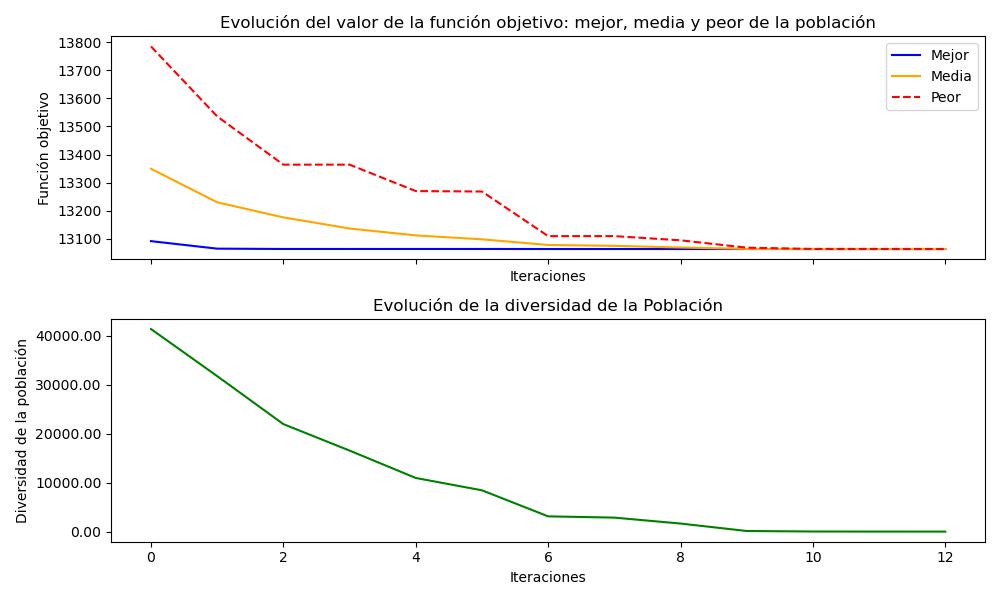 Evolución del valor de la función objetivo: mejor, media y peor de la población
Función objetivo
13800
13700
13600
13500
13400
13300
13200
13100
Mejor
Media
Peor
Iteraciones
Evolución de la diversidad de la Población
Diversidad de la población
40000.00
30000.00
20000.00
10000.00
0.00
0 2 4 6 8 10 12
Iteraciones